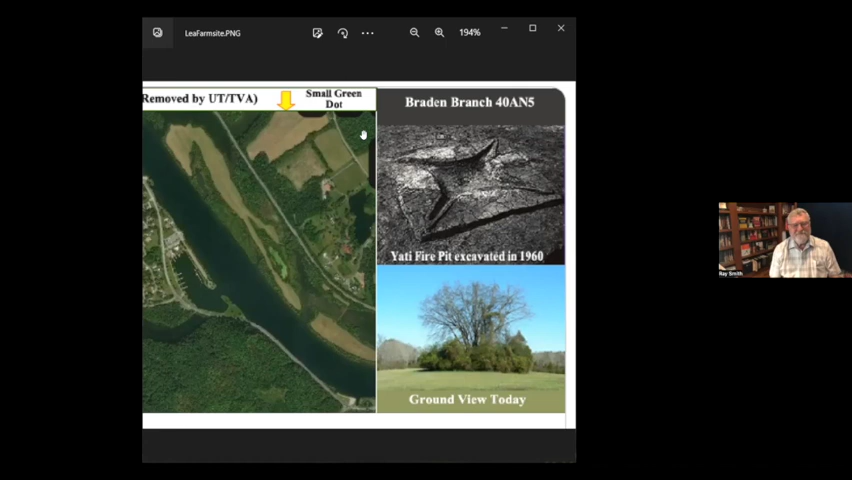 LeaFarmsite.PNG
194%
Removed by UT/TVA)
Small Green
Dot
Braden Branch 40AN5
Yati Fire Pit excavated in 1960
Ground View Today
Ray Smith